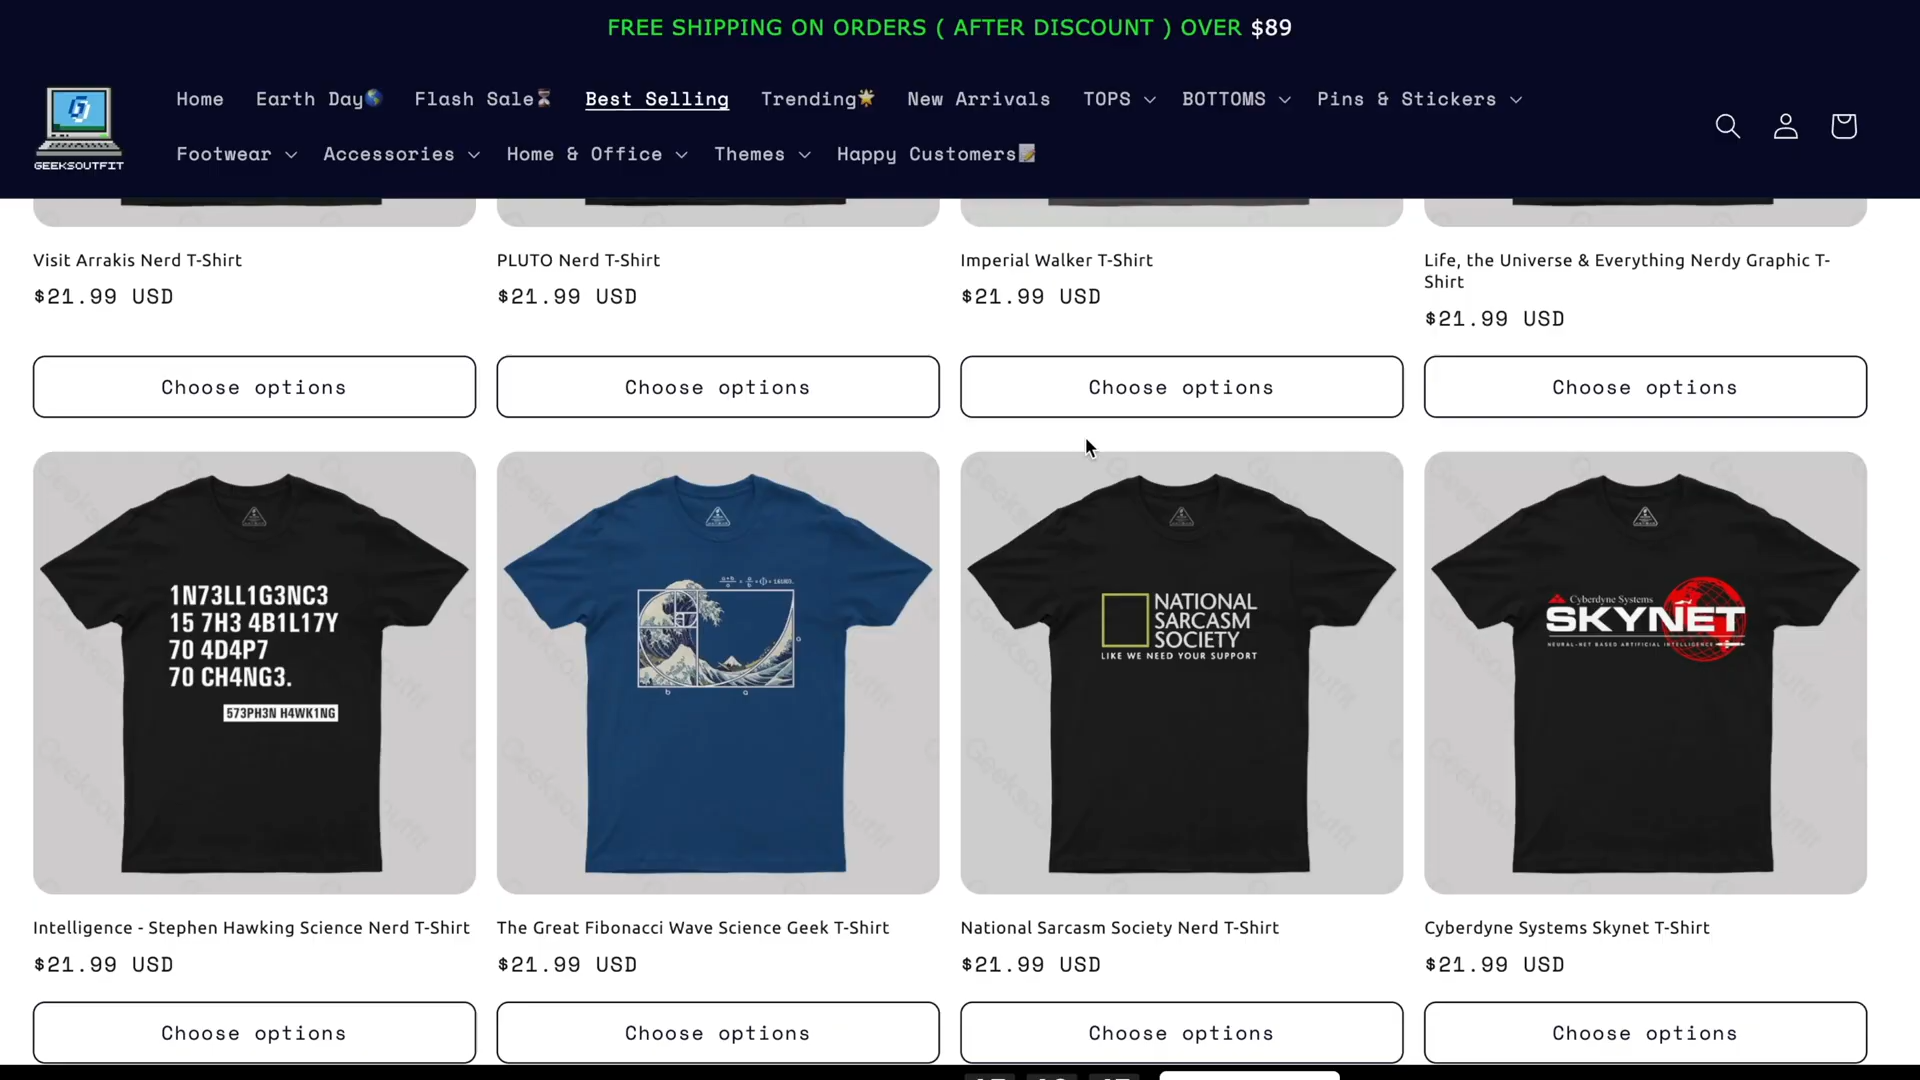 FREE SHIPPING ON ORDERS ( AFTER DISCOUNT ) OVER $89
GEEKSOUTFIT
Home Earth Day Flash Sale Best Selling Trending New Arrivals TOPS BOTTOMS Pins & Stickers
Footwear Accessories Home & Office Themes Happy Customers
Visit Arrakis Nerd T-Shirt
$21.99 USD
Choose options
PLUTO Nerd T-Shirt
$21.99 USD
Choose options
Imperial Walker T-Shirt
$21.99 USD
Choose options
Life, the Universe & Everything Nerdy Graphic T-
Shirt
$21.99 USD
Choose options
1N73LL1G3NC3
15 7H3 4B1L17Y
70 4D4P7
70 CH4NG3.
573PH3N H4WK1NG
Intelligence - Stephen Hawking Science Nerd T-Shirt
$21.99 USD
Choose options
b a
a
The Great Fibonacci Wave Science Geek T-Shirt
$21.99 USD
Choose options
NATIONAL
SARCASM
SOCIETY
LIKE WE NEED YOUR SUPPORT
National Sarcasm Society Nerd T-Shirt
$21.99 USD
Choose options
Cyberdyne Systems
SKYNET
NEURAL-NET BASED ARTIFICIAL INTELLIGENCE
Cyberdyne Systems Skynet T-Shirt
$21.99 USD
Choose options